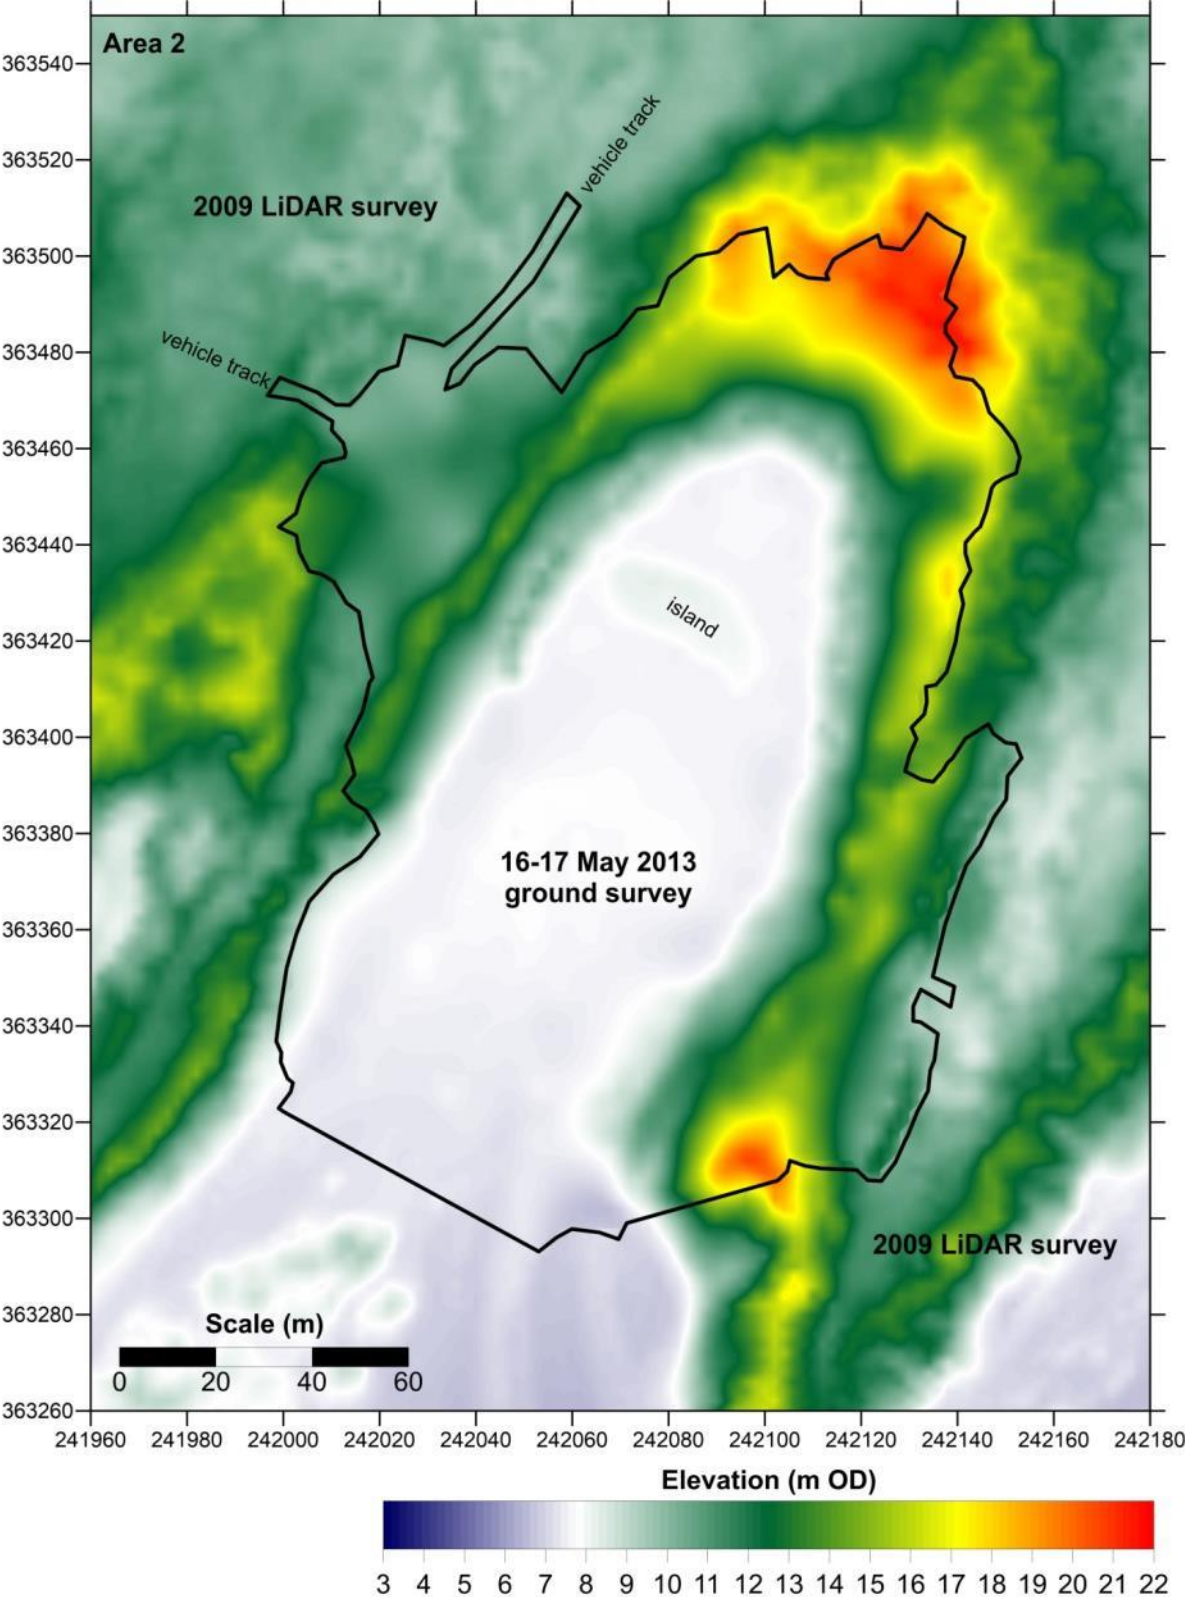 Area 2
363540
vehicle track
363520
2009 LiDAR survey
363500
vehicle track
363480
363460
363440
island
363420
363400
363380
16-17 May 2013
ground survey
363360
363340
363320
363300
2009 LiDAR survey
363280
Scale (m)
0 20 40 60
363260
241960 241980 242000 242020 242040 242060 242080 242100 242120 242140 242160 242180
Elevation (m OD)
3 4 5 6 7 8 9 10 11 12 13 14 15 16 17 18 19 20 21 22